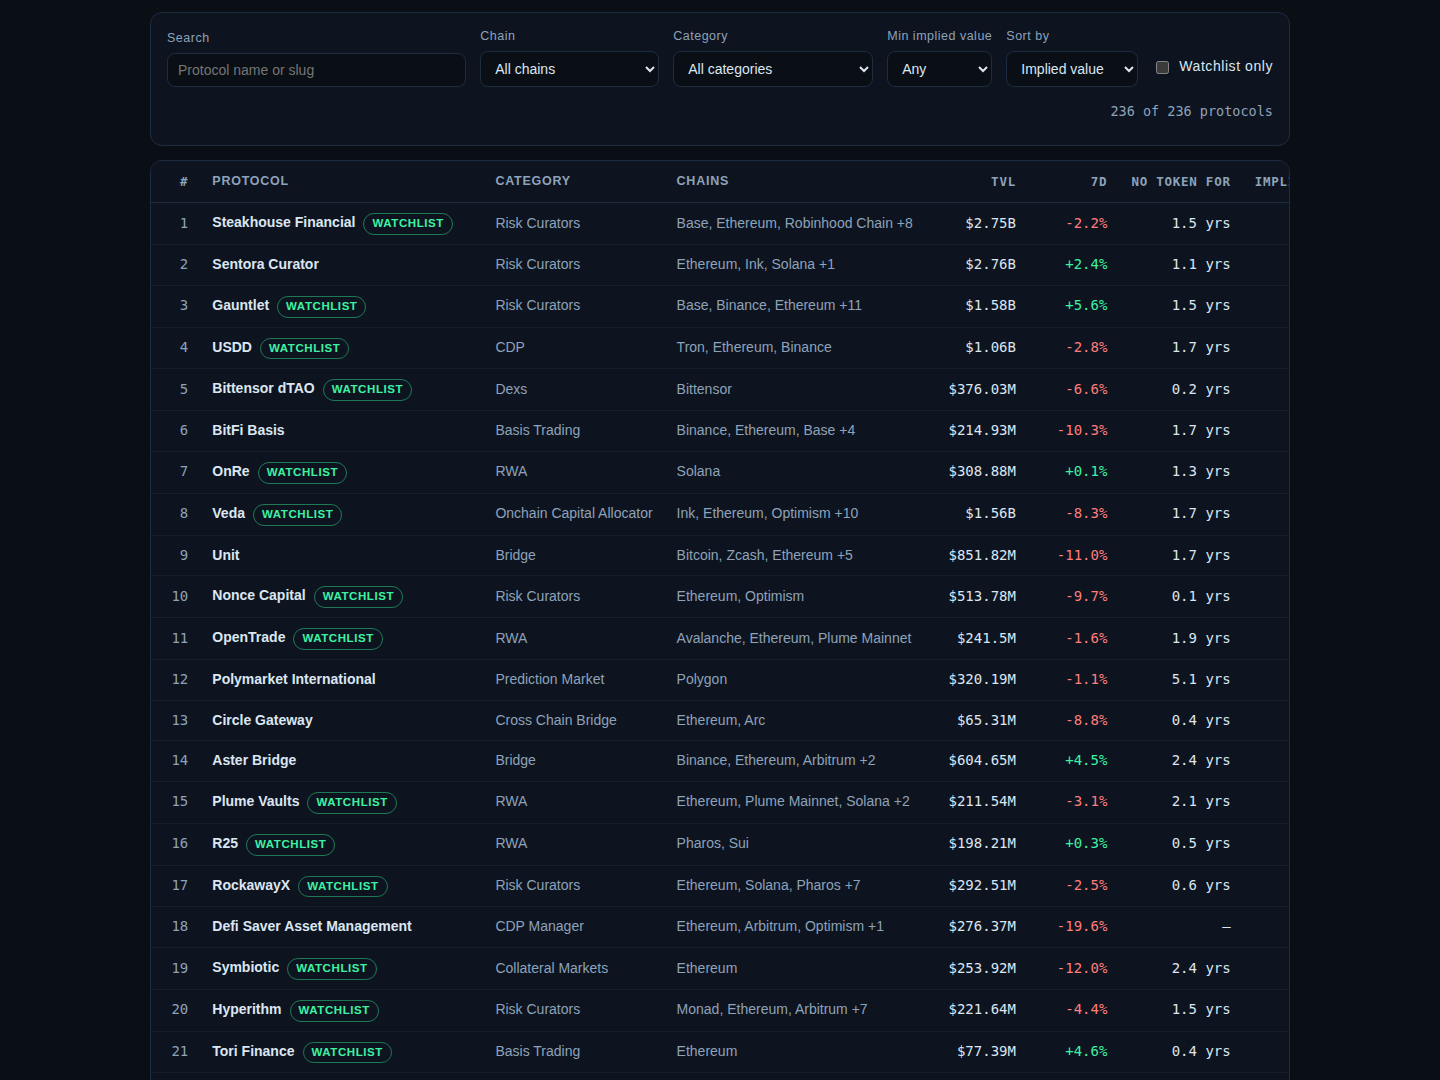 Search Chain Category Min implied value Sort by
Protocol name or slug All chains All categories Any Implied value Watchlist only
236 of 236 protocols
# PROTOCOL CATEGORY CHAINS TVL 7D NO TOKEN FOR IMPL
1 Steakhouse Financial WATCHLIST Risk Curators Base, Ethereum, Robinhood Chain +8 $2.75B -2.2% 1.5 yrs
2 Sentora Curator Risk Curators Ethereum, Ink, Solana +1 $2.76B +2.4% 1.1 yrs
3 Gauntlet WATCHLIST Risk Curators Base, Binance, Ethereum +11 $1.58B +5.6% 1.5 yrs
4 USDD WATCHLIST CDP Tron, Ethereum, Binance $1.06B -2.8% 1.7 yrs
5 Bittensor dTAO WATCHLIST Dexs Bittensor $376.03M -6.6% 0.2 yrs
6 BitFi Basis Basis Trading Binance, Ethereum, Base +4 $214.93M -10.3% 1.7 yrs
7 OnRe WATCHLIST RWA Solana $308.88M +0.1% 1.3 yrs
8 Veda WATCHLIST Onchain Capital Allocator Ink, Ethereum, Optimism +10 $1.56B -8.3% 1.7 yrs
9 Unit Bridge Bitcoin, Zcash, Ethereum +5 $851.82M -11.0% 1.7 yrs
10 Nonce Capital WATCHLIST Risk Curators Ethereum, Optimism $513.78M -9.7% 0.1 yrs
11 OpenTrade WATCHLIST RWA Avalanche, Ethereum, Plume Mainnet $241.5M -1.6% 1.9 yrs
12 Polymarket International Prediction Market Polygon $320.19M -1.1% 5.1 yrs
13 Circle Gateway Cross Chain Bridge Ethereum, Arc $65.31M -8.8% 0.4 yrs
14 Aster Bridge Bridge Binance, Ethereum, Arbitrum +2 $604.65M +4.5% 2.4 yrs
15 Plume Vaults WATCHLIST RWA Ethereum, Plume Mainnet, Solana +2 $211.54M -3.1% 2.1 yrs
16 R25 WATCHLIST RWA Pharos, Sui $198.21M +0.3% 0.5 yrs
17 RockawayX WATCHLIST Risk Curators Ethereum, Solana, Pharos +7 $292.51M -2.5% 0.6 yrs
18 Defi Saver Asset Management CDP Manager Ethereum, Arbitrum, Optimism +1 $276.37M -19.6% —
19 Symbiotic WATCHLIST Collateral Markets Ethereum $253.92M -12.0% 2.4 yrs
20 Hyperithm WATCHLIST Risk Curators Monad, Ethereum, Arbitrum +7 $221.64M -4.4% 1.5 yrs
21 Tori Finance WATCHLIST Basis Trading Ethereum $77.39M +4.6% 0.4 yrs